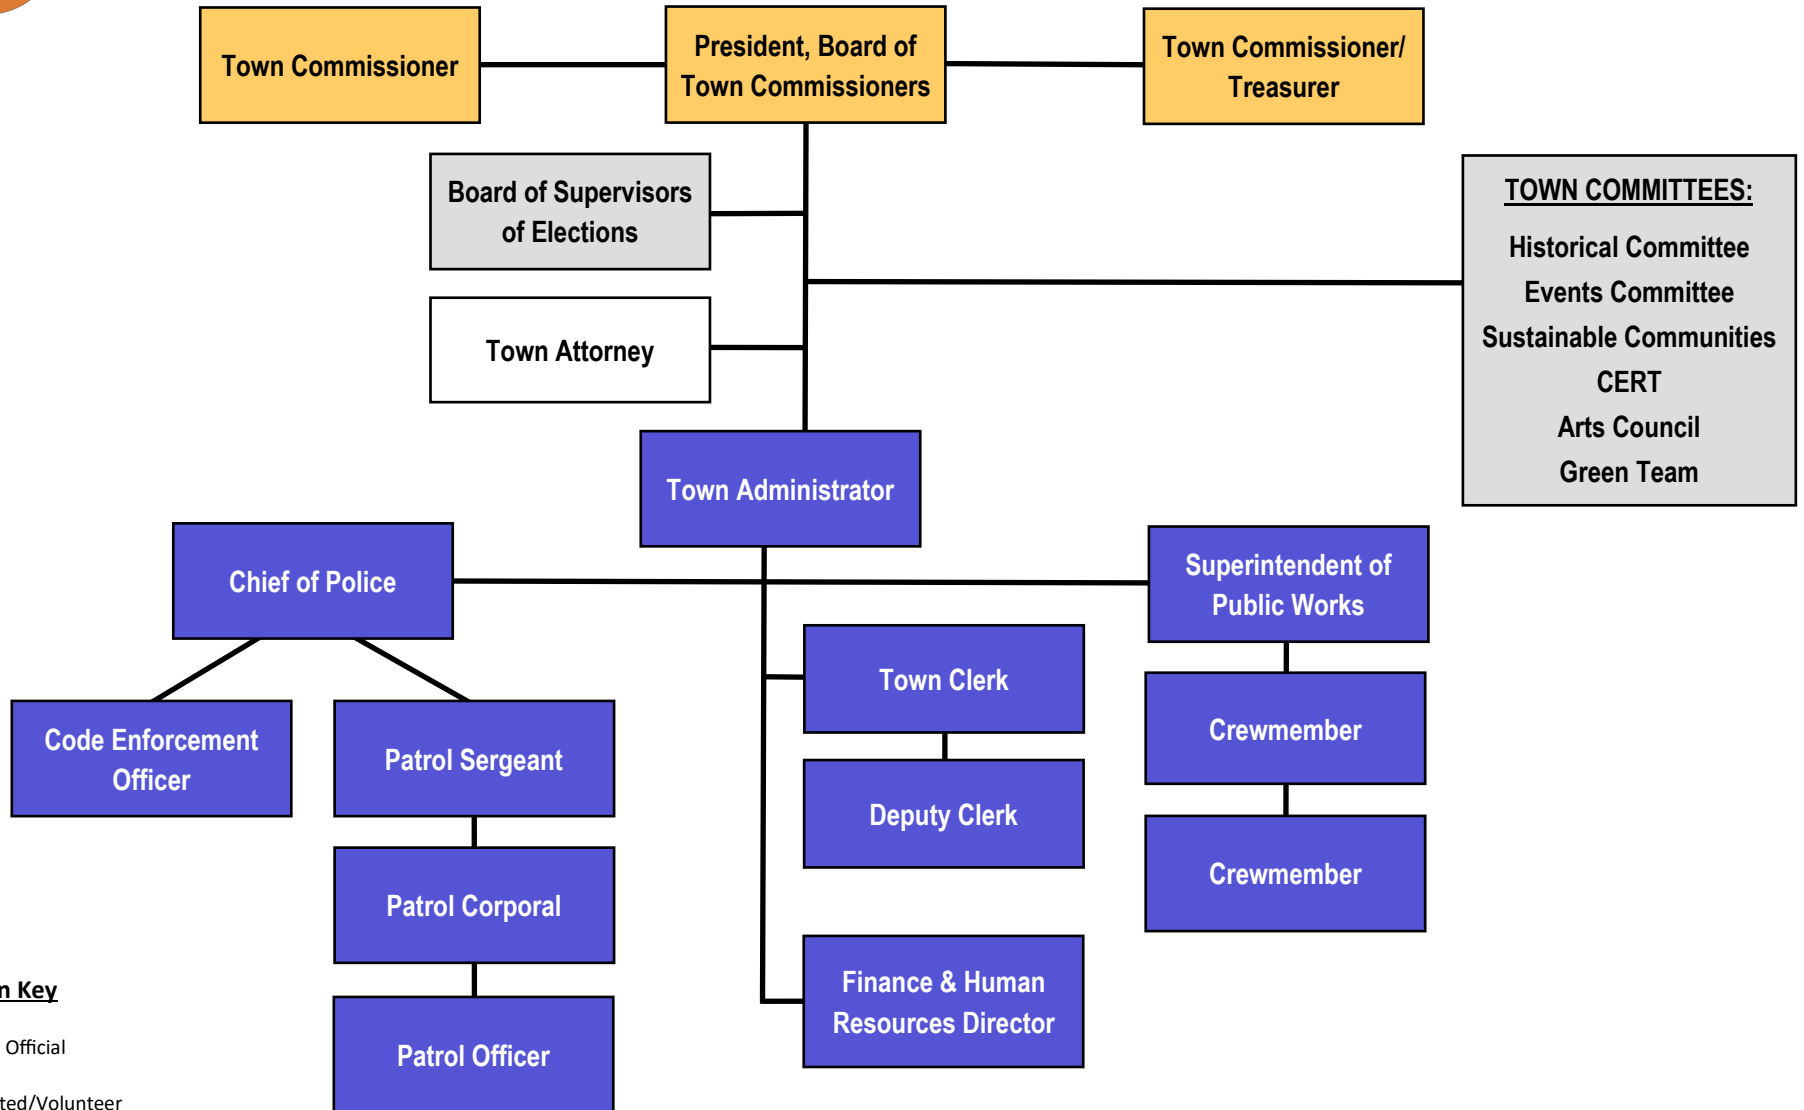 Town Commissioner
President, Board of
Town Commissioners
Town Commissioner/
Treasurer
Board of Supervisors
of Elections
Town Attorney
TOWN COMMITTEES:
Historical Committee
Events Committee
Sustainable Communities
CERT
Arts Council
Green Team
Town Administrator
Chief of Police
Superintendent of
Public Works
Code Enforcement
Officer
Patrol Sergeant
Patrol Corporal
Patrol Officer
Town Clerk
Deputy Clerk
Finance & Human
Resources Director
Crewmember
Crewmember
Key
Official
/Volunteer